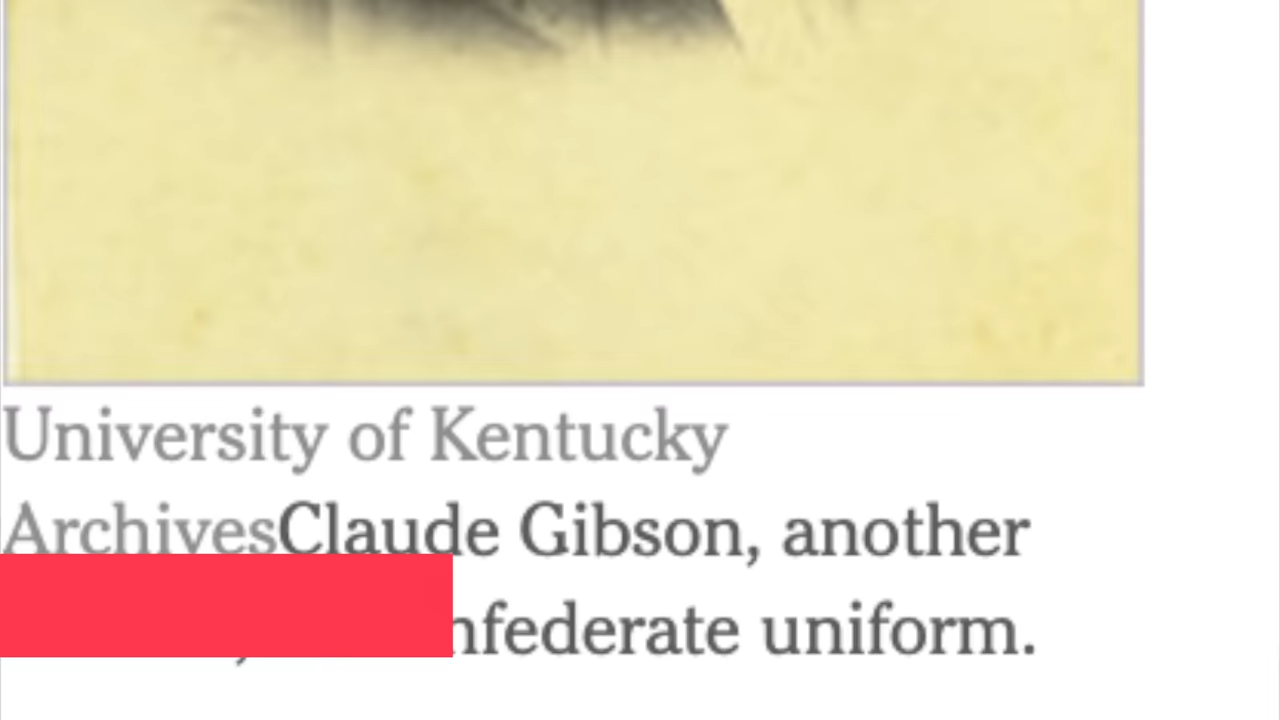 University of Kentucky
ArchivesClaude Gibson, another
nfederate uniform.